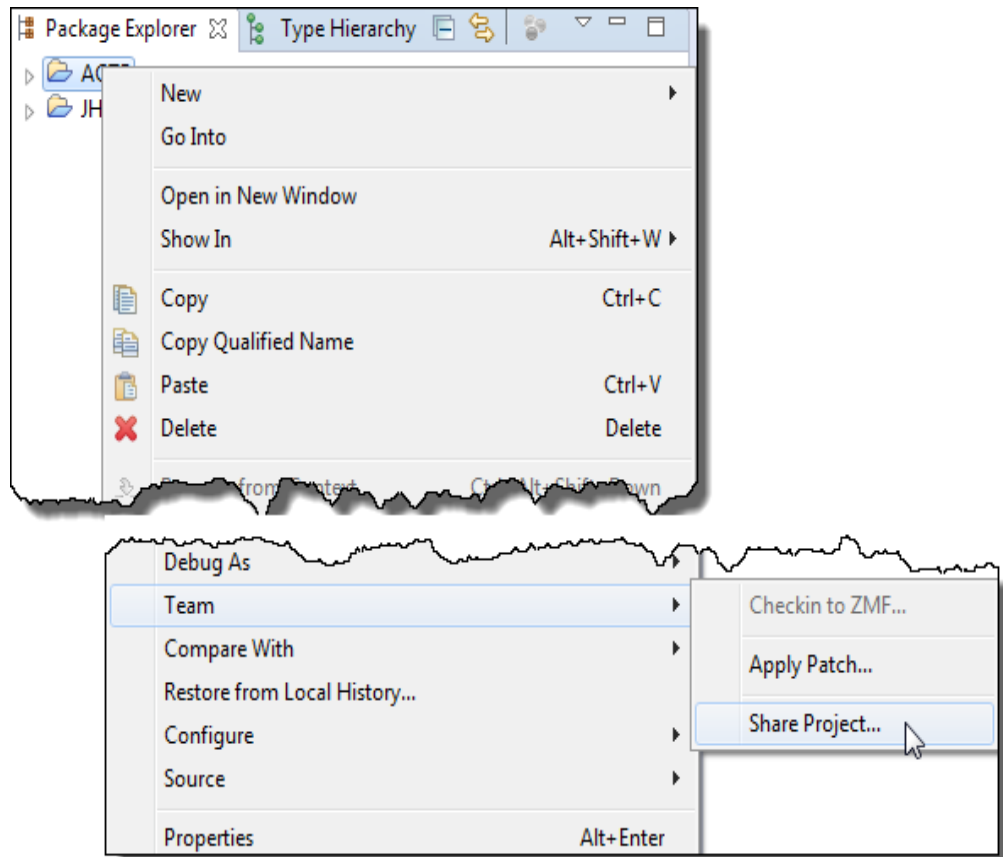 Package Explorer Type Hierarchy
New
JH
Go Into
Open in New Window
Show In Alt+Shift+W
Copy Ctrl+C
Copy Qualified Name
Paste Ctrl+V
Delete Delete
from
Debug As
Team
Checkin to ZMF...
Compare With
Apply Patch...
Restore from Local History...
Share Project...
Configure
Source
Properties Alt+Enter